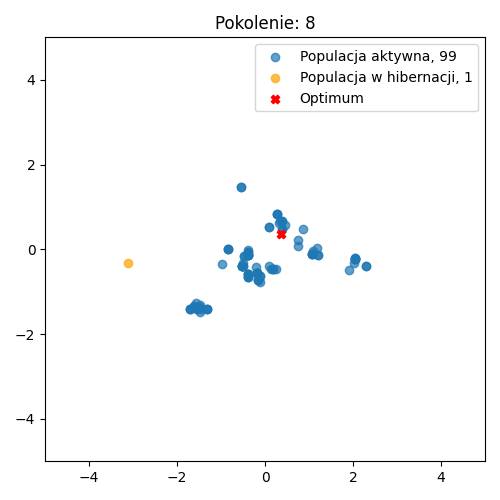 Pokolenie: 8
Populacja aktywna, 99
Populacja w hibernacji, 1
Optimum
4
2
0
−2
−4
−4
−2
0
2
4